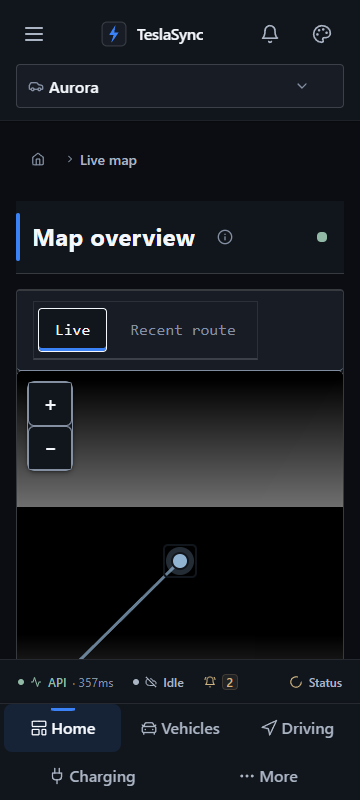 TeslaSync
Aurora
Live map
Map overview
Live
Recent route
+
−
API · 357ms
Idle
2
Status
Home
Vehicles
Driving
Charging
More